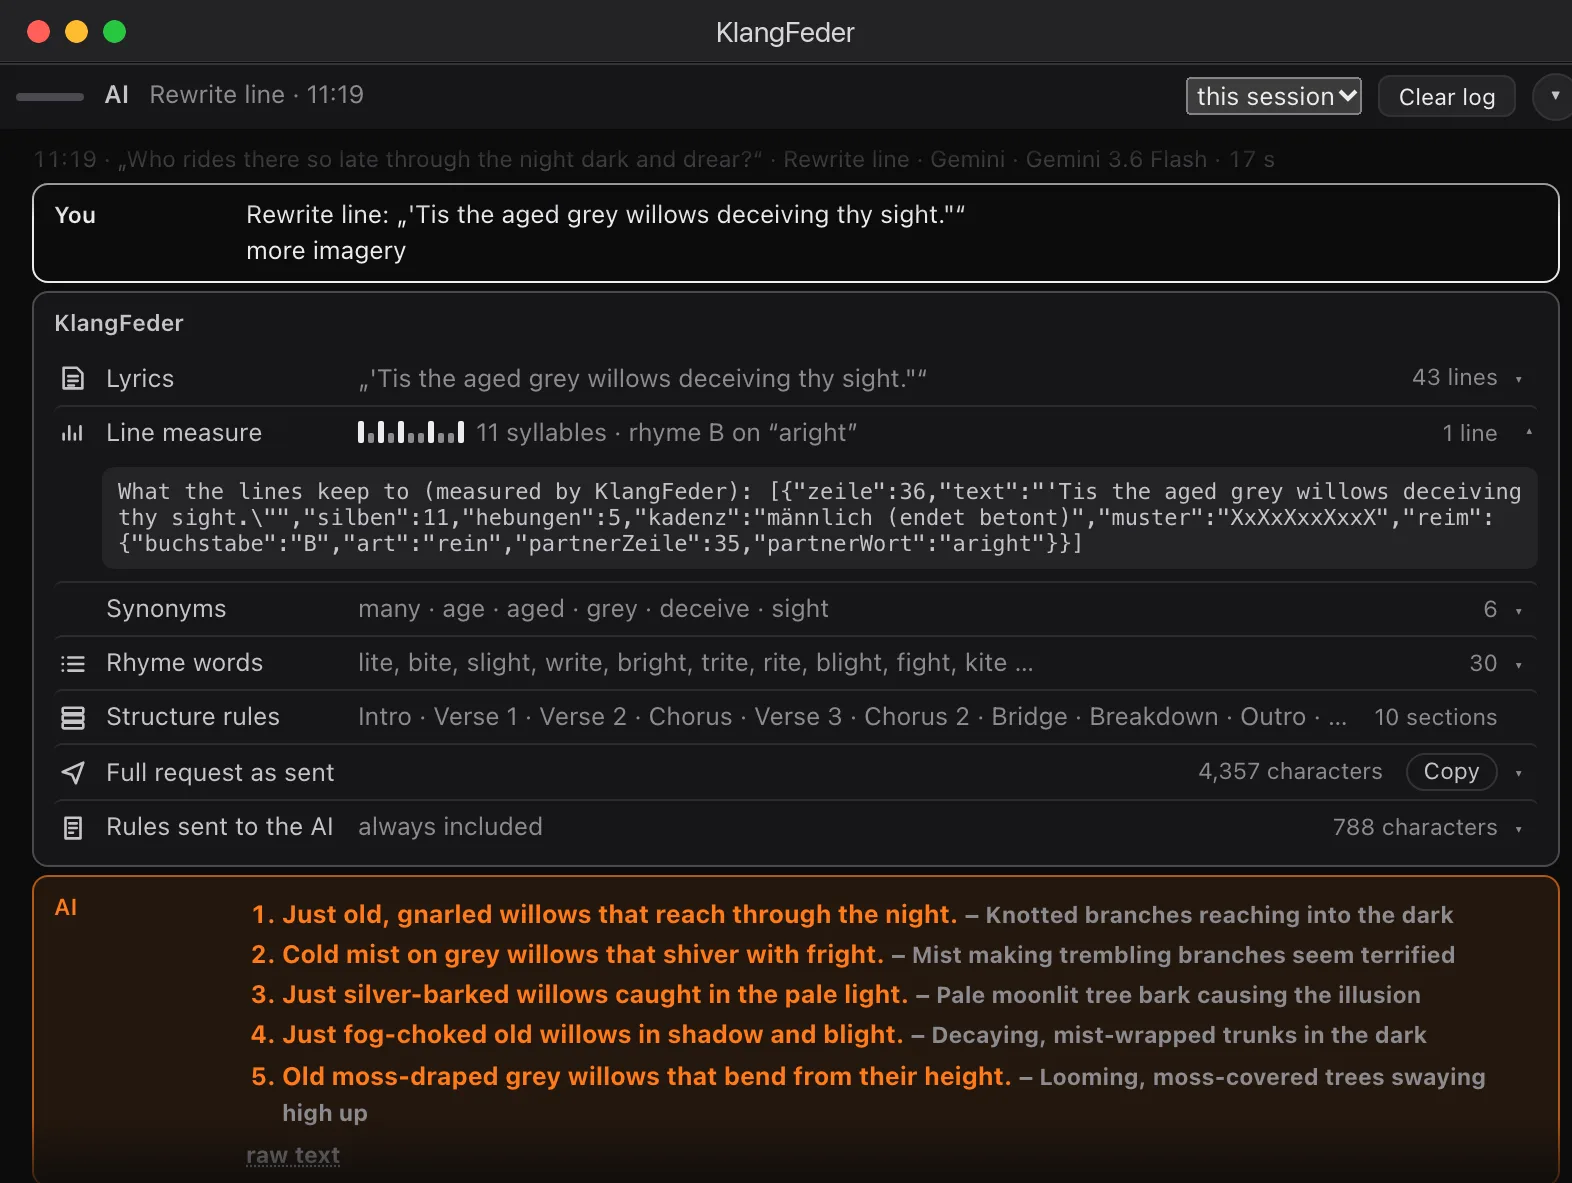 KlangFeder
AI Rewrite line · 11:19 this session Clear log
11:19 · „Who rides there so late through the night dark and drear?“ · Rewrite line · Gemini · Gemini 3.6 Flash · 17 s
You Rewrite line: „'Tis the aged grey willows deceiving thy sight."“
more imagery
KlangFeder
Lyrics „'Tis the aged grey willows deceiving thy sight."“ 43 lines
Line measure 11 syllables · rhyme B on “aright” 1 line
What the lines keep to (measured by KlangFeder): [{"zeile":36,"text":"'Tis the aged grey willows deceiving
thy sight.\"","silben":11,"hebungen":5,"kadenz":"männlich (endet betont)","muster":"XxXxXxxXxxX","reim":
{"buchstabe":"B","art":"rein","partnerZeile":35,"partnerWort":"aright"}}]
Synonyms many · age · aged · grey · deceive · sight 6
Rhyme words lite, bite, slight, write, bright, trite, rite, blight, fight, kite ... 30
Structure rules Intro · Verse 1 · Verse 2 · Chorus · Verse 3 · Chorus 2 · Bridge · Breakdown · Outro · ... 10 sections
Full request as sent 4,357 characters Copy
Rules sent to the AI always included 788 characters
AI 1. Just old, gnarled willows that reach through the night. – Knotted branches reaching into the dark
2. Cold mist on grey willows that shiver with fright. – Mist making trembling branches seem terrified
3. Just silver-barked willows caught in the pale light. – Pale moonlit tree bark causing the illusion
4. Just fog-choked old willows in shadow and blight. – Decaying, mist-wrapped trunks in the dark
5. Old moss-draped grey willows that bend from their height. – Looming, moss-covered trees swaying
high up
raw text